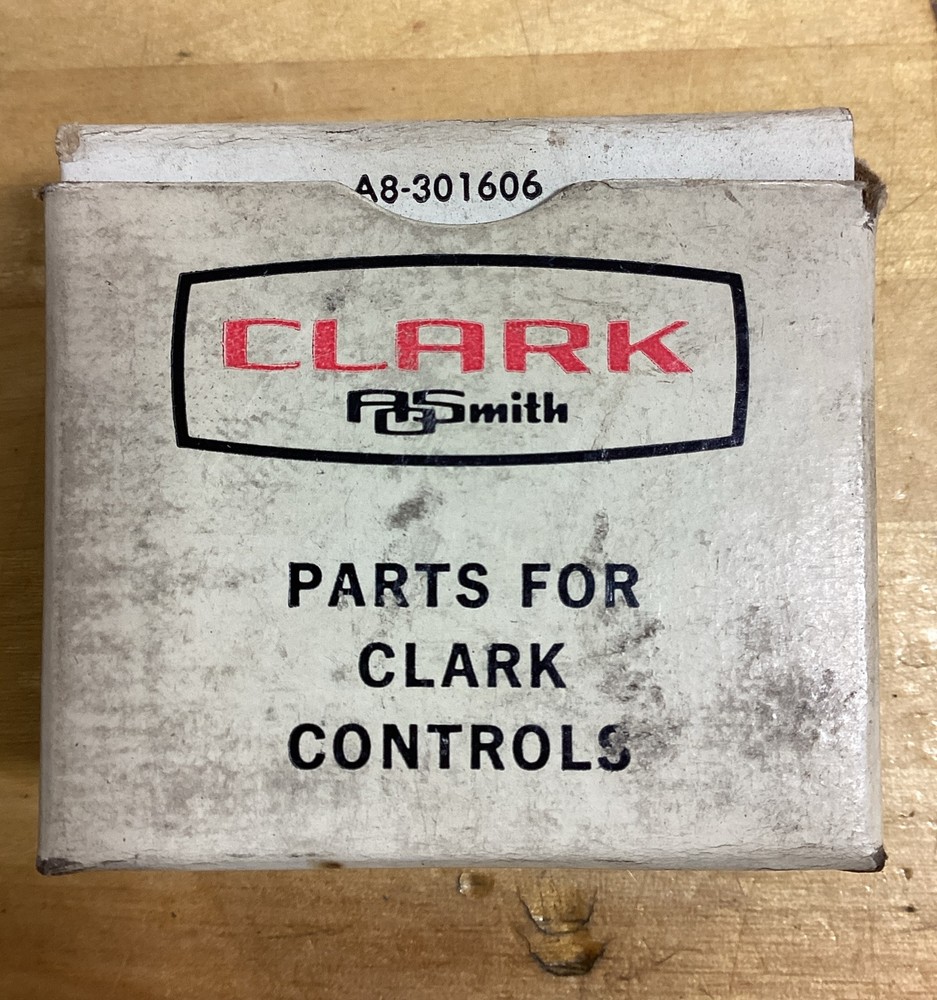 A8-301606
CLARK
AOSmith
PARTS FOR
CLARK
CONTROLS